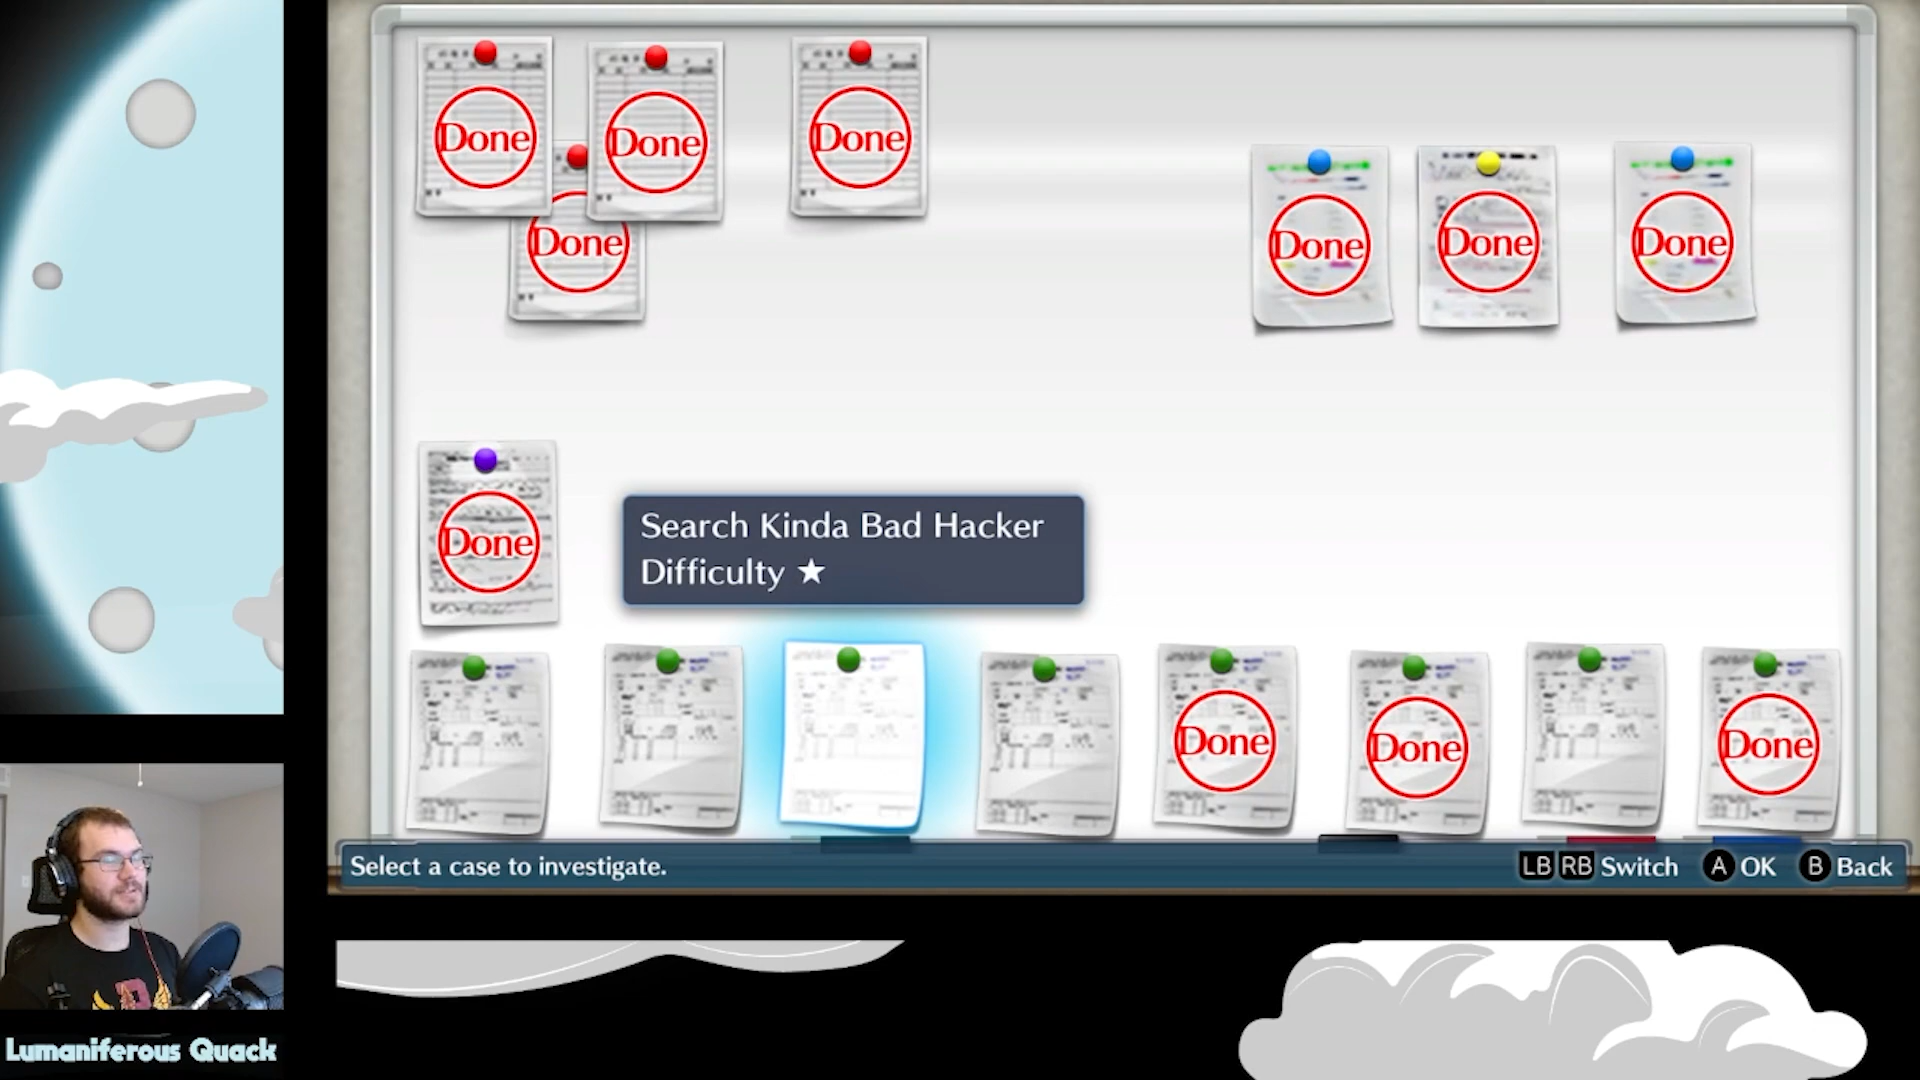 Done
Done
Done
Done
Done
Done
Done
Done
Search Kinda Bad Hacker
Difficulty ★
Done
Done
Done
Select a case to investigate.
LB RB Switch A OK B Back
Lumaniferous Quack